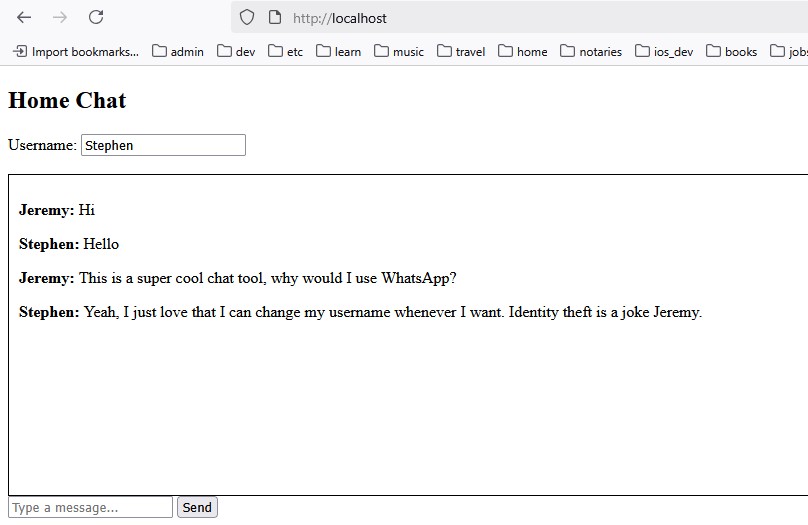 http://localhost
Import bookmarks... admin dev etc learn music travel home notaries ios_dev books jobs
Home Chat
Username: Stephen
Jeremy: Hi
Stephen: Hello
Jeremy: This is a super cool chat tool, why would I use WhatsApp?
Stephen: Yeah, I just love that I can change my username whenever I want. Identity theft is a joke Jeremy.
Type a message... Send